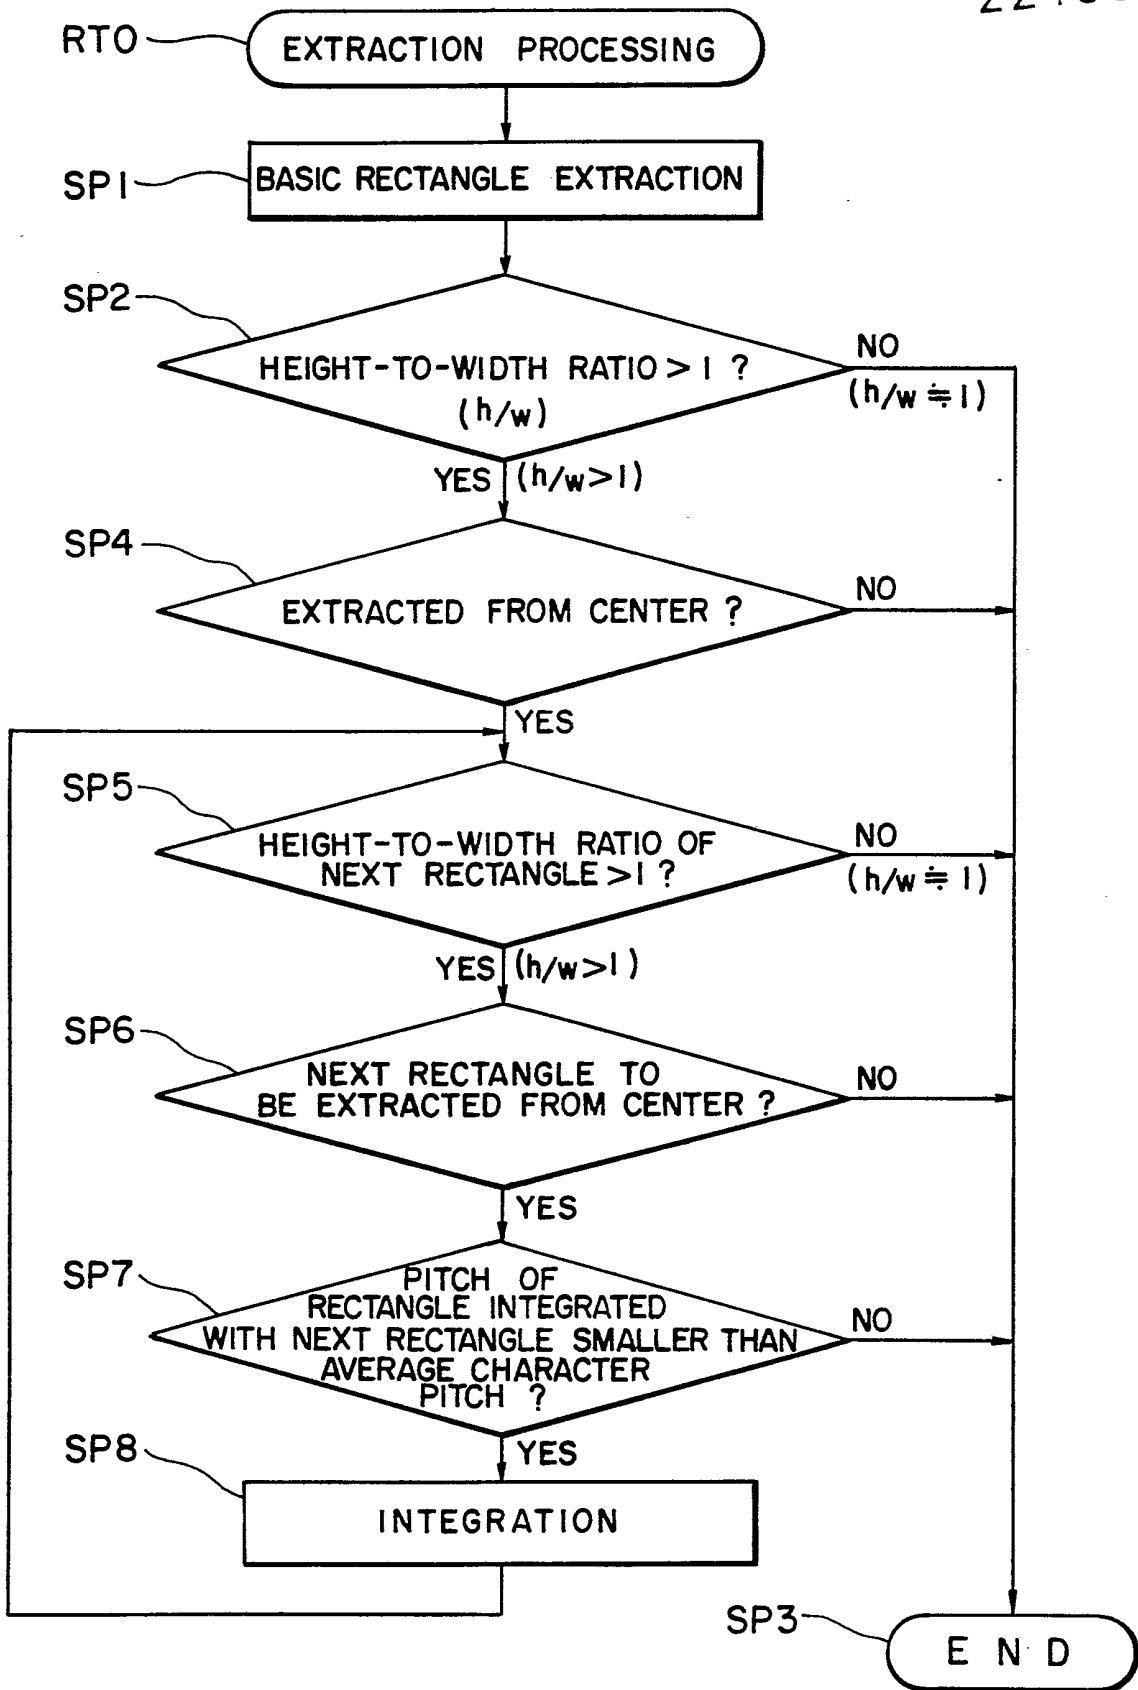 RT0
EXTRACTION PROCESSING
SP1
BASIC RECTANGLE EXTRACTION
SP2
HEIGHT-TO-WIDTH RATIO > 1 ?
(h/w)
NO
(h/w ≒ 1)
YES (h/w>1)
SP4
EXTRACTED FROM CENTER ?
NO
YES
SP5
HEIGHT-TO-WIDTH RATIO OF
NEXT RECTANGLE >1 ?
NO
(h/w ≒ 1)
YES (h/w>1)
SP6
NEXT RECTANGLE TO
BE EXTRACTED FROM CENTER ?
NO
YES
SP7
PITCH OF
RECTANGLE INTEGRATED
WITH NEXT RECTANGLE SMALLER THAN
AVERAGE CHARACTER
PITCH ?
NO
YES
SP8
INTEGRATION
SP3
END